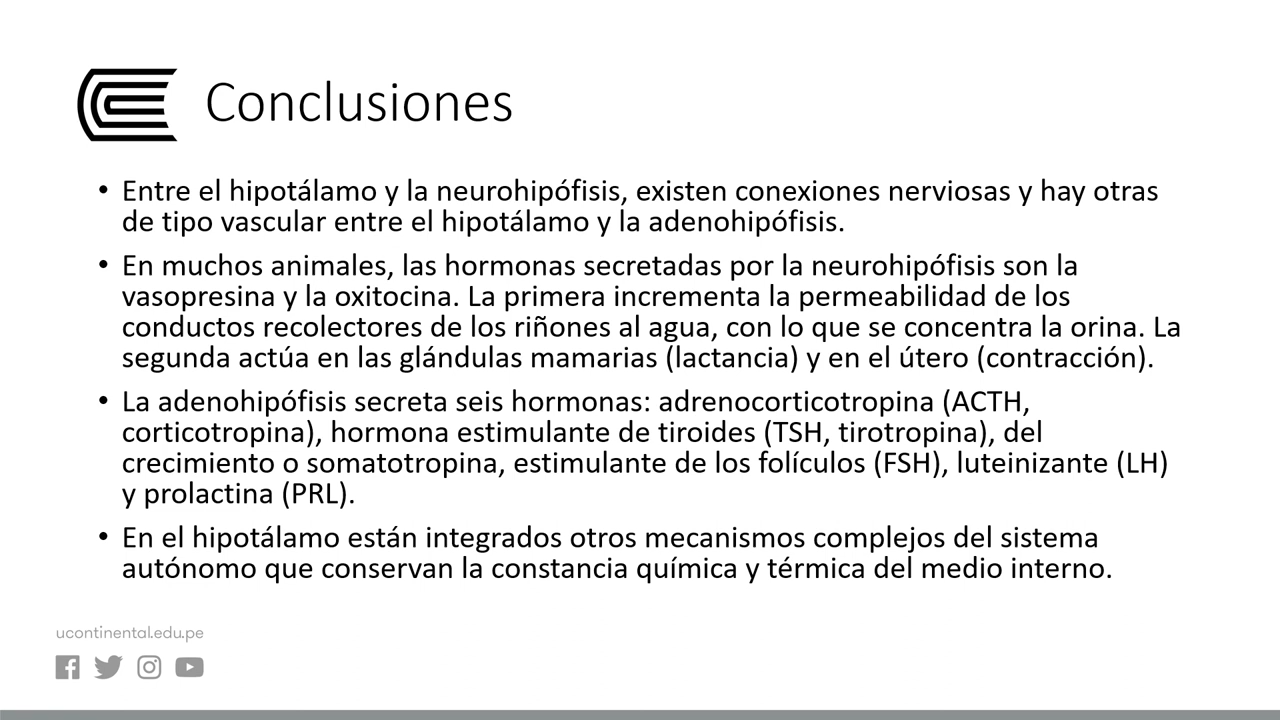 Conclusiones
• Entre el hipotálamo y la neurohipófisis, existen conexiones nerviosas y hay otras
de tipo vascular entre el hipotálamo y la adenohipófisis.
• En muchos animales, las hormonas secretadas por la neurohipófisis son la
vasopresina y la oxitocina. La primera incrementa la permeabilidad de los
conductos recolectores de los riñones al agua, con lo que se concentra la orina. La
segunda actúa en las glándulas mamarias (lactancia) y en el útero (contracción).
• La adenohipófisis secreta seis hormonas: adrenocorticotropina (ACTH,
corticotropina), hormona estimulante de tiroides (TSH, tirotropina), del
crecimiento o somatotropina, estimulante de los folículos (FSH), luteinizante (LH)
y prolactina (PRL).
• En el hipotálamo están integrados otros mecanismos complejos del sistema
autónomo que conservan la constancia química y térmica del medio interno.
ucontinental.edu.pe